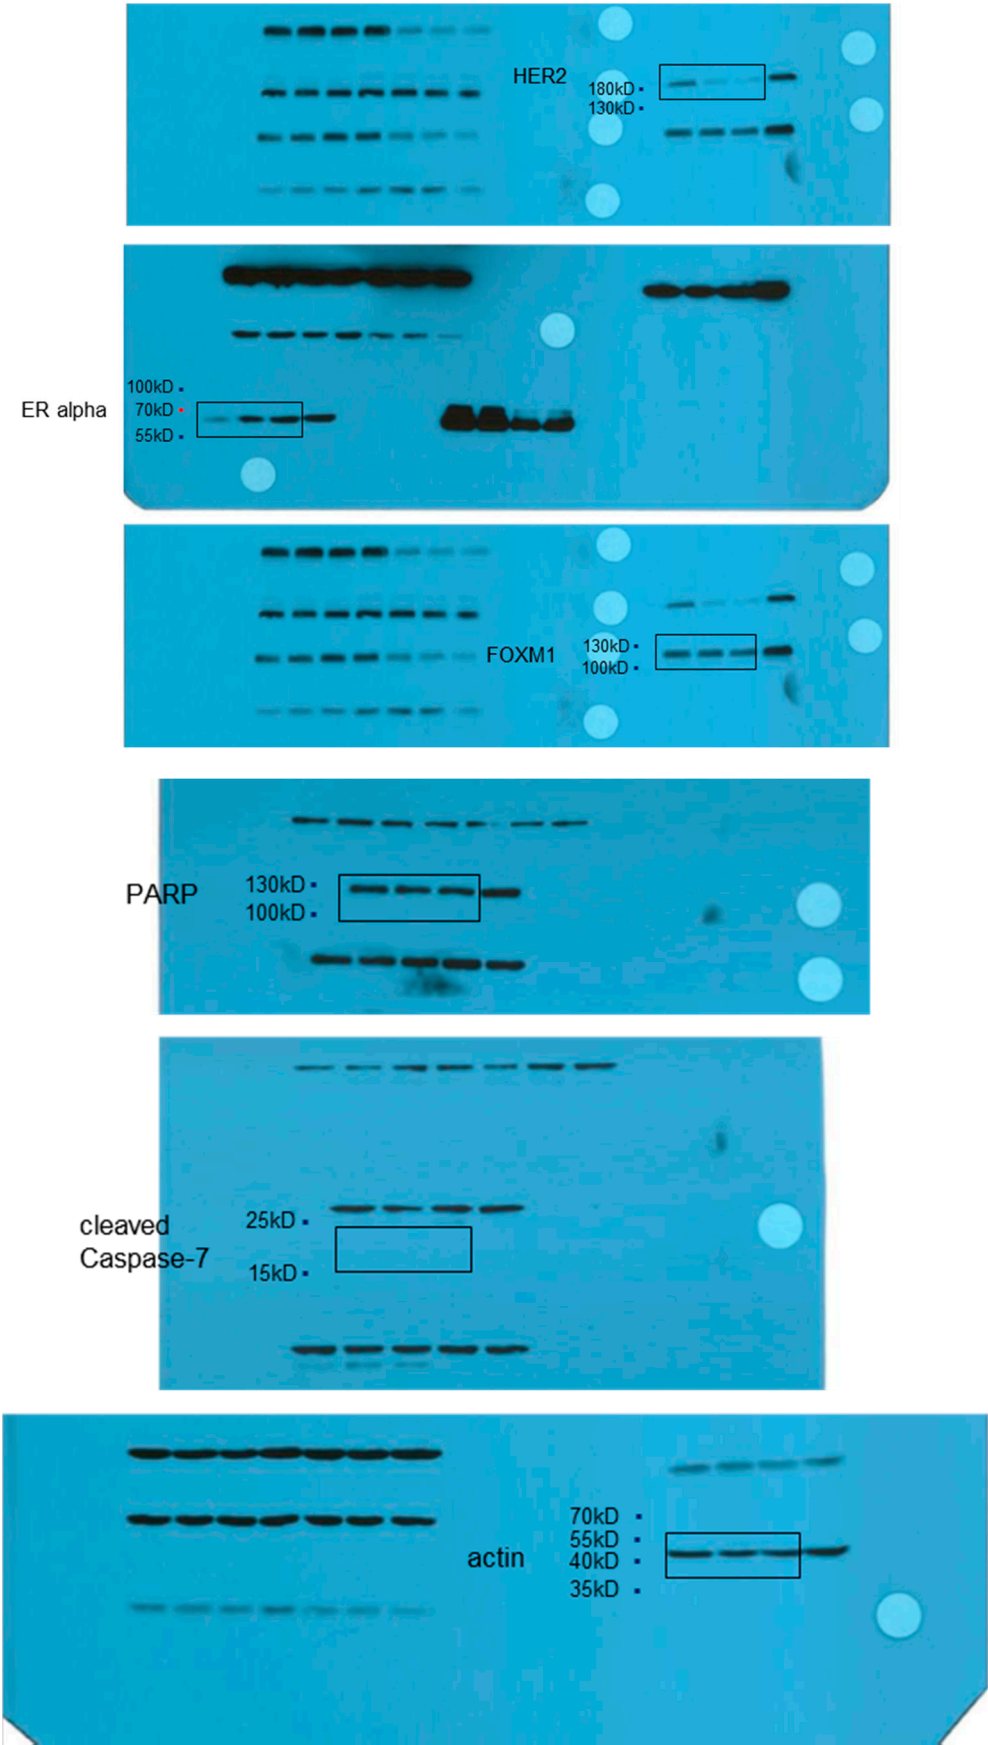 HER2
180kD
130kD
100kD
ER alpha
70kD
55kD
FOXM1
130kD
100kD
PARP
130kD
100kD
cleaved
Caspase-7
25kD
15kD
actin
70kD
55kD
40kD
35kD